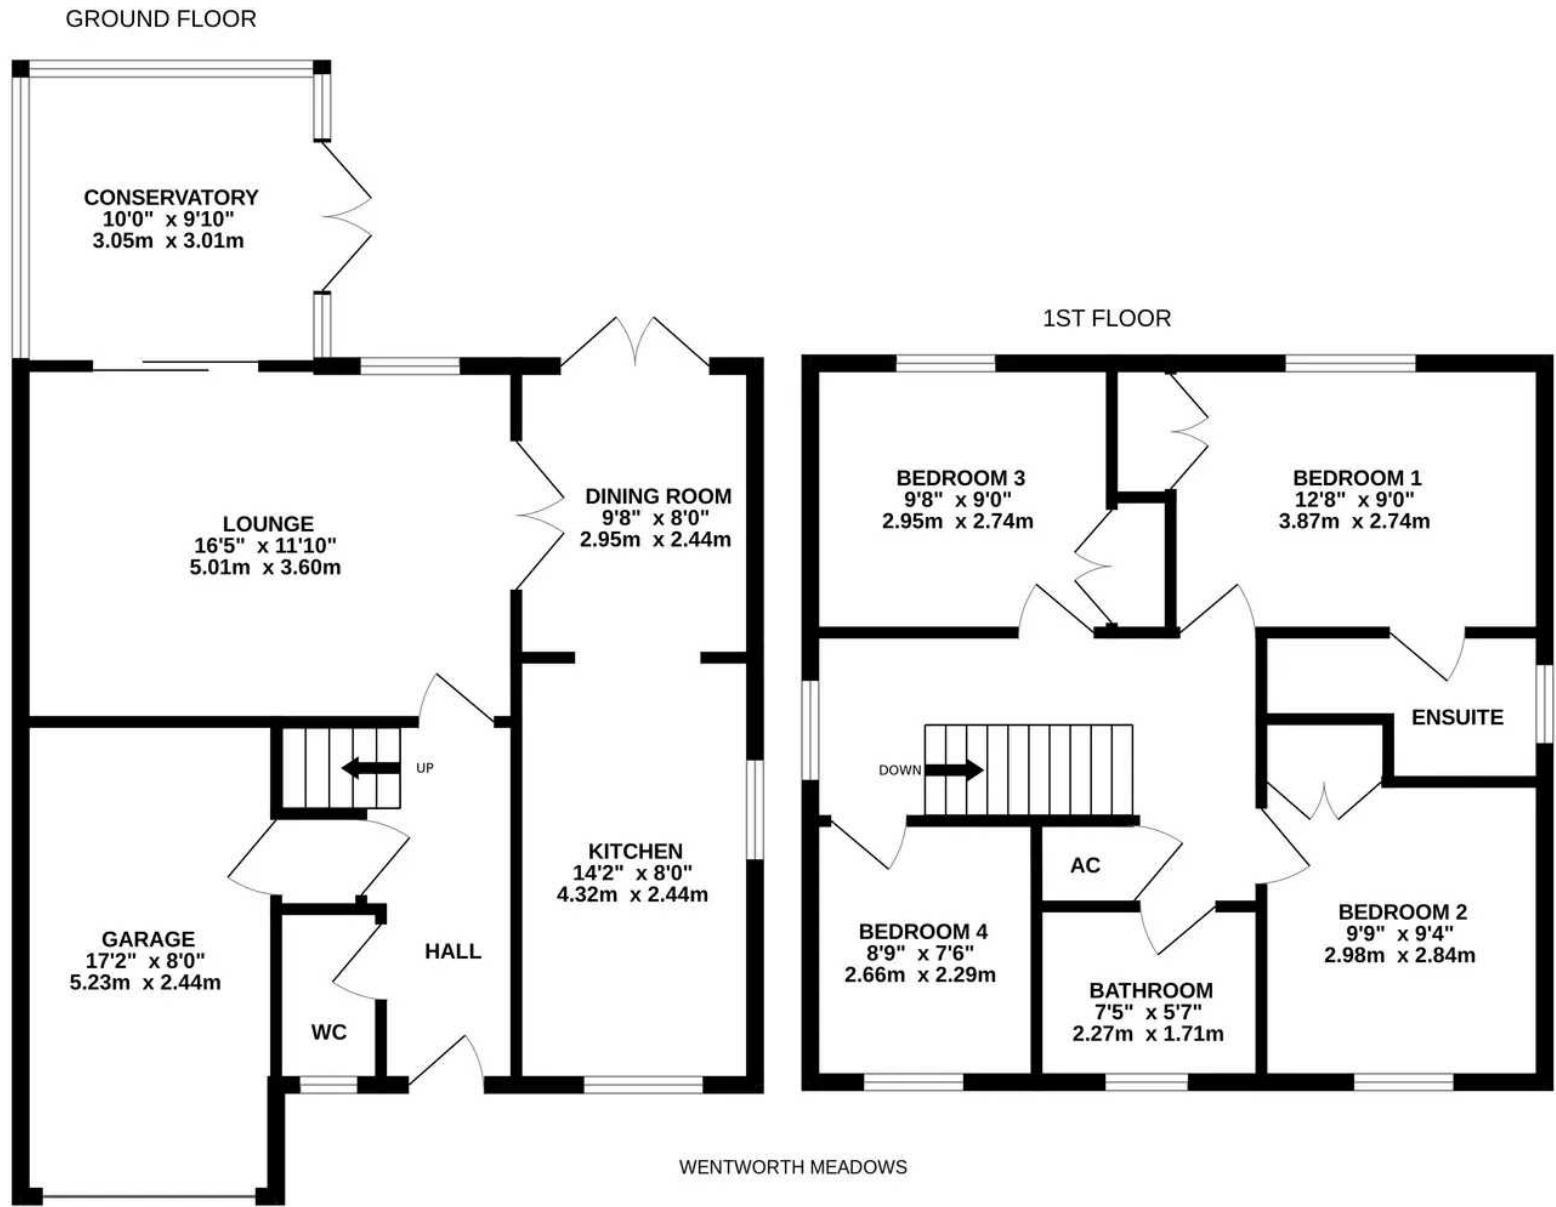 GROUND FLOOR
CONSERVATORY
10'0" x 9'10"
3.05m x 3.01m
LOUNGE
16'5" x 11'10"
5.01m x 3.60m
DINING ROOM
9'8" x 8'0"
2.95m x 2.44m
UP
KITCHEN
14'2" x 8'0"
4.32m x 2.44m
GARAGE
17'2" x 8'0"
5.23m x 2.44m
HALL
WC
1ST FLOOR
BEDROOM 3
9'8" x 9'0"
2.95m x 2.74m
BEDROOM 1
12'8" x 9'0"
3.87m x 2.74m
ENSUITE
DOWN
AC
BEDROOM 4
8'9" x 7'6"
2.66m x 2.29m
BATHROOM
7'5" x 5'7"
2.27m x 1.71m
BEDROOM 2
9'9" x 9'4"
2.98m x 2.84m
WENTWORTH MEADOWS